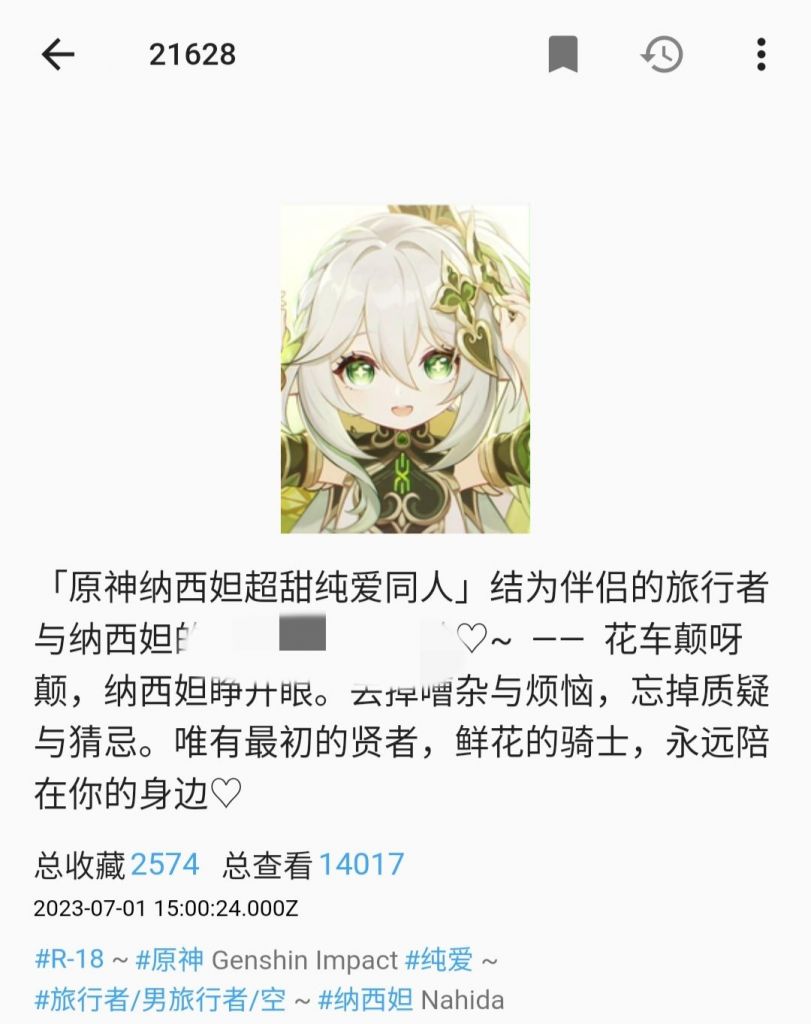 21628
「原神纳西妲超甜纯爱同人」结为伴侣的旅行者
与纳西妲的♡~ —— 花车颠呀
颠，纳西妲睁开眼。丢掉嘈杂与烦恼，忘掉质疑
与猜忌。唯有最初的贤者，鲜花的骑士，永远陪
在你的身边♡
总收藏2574 总查看14017
2023-07-01 15:00:24.000Z
#R-18 ~ #原神 Genshin Impact #纯爱 ~
#旅行者/男旅行者/空 ~ #纳西妲 Nahida